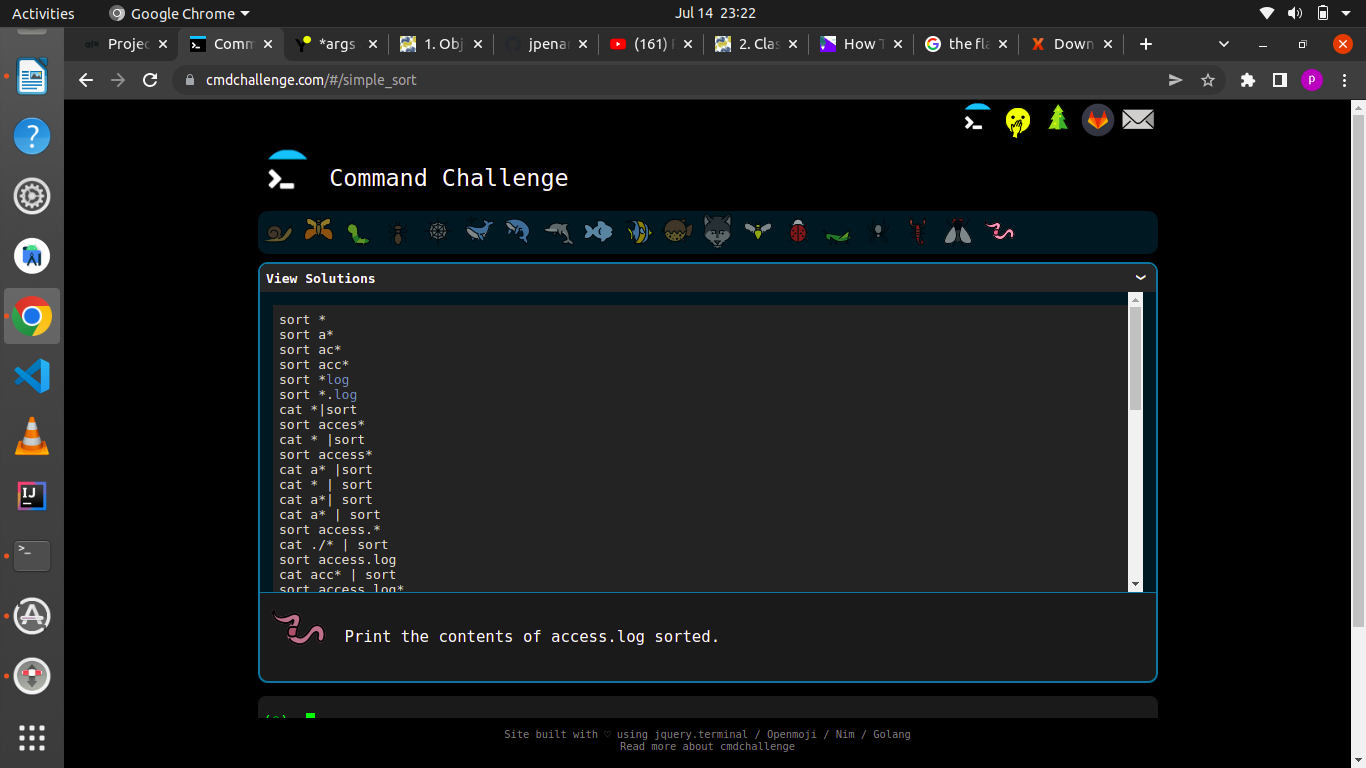 Activities
Google Chrome
Jul 14 23:22
Projec
Comm
*args
1. Obj
jpenar
(161)
2. Clas
How T
the fla
Down
cmdchallenge.com/#/simple_sort
p
Command Challenge
View Solutions
sort *
sort a*
sort ac*
sort acc*
sort *log
sort *.log
cat *|sort
sort acces*
cat * |sort
sort access*
cat a* |sort
cat * | sort
cat a*| sort
cat a* | sort
sort access.*
cat ./* | sort
sort access.log
cat acc* | sort
sort access.log*
Print the contents of access.log sorted.
Site built with ♡ using jquery.terminal / Openmoji / Nim / Golang
Read more about cmdchallenge